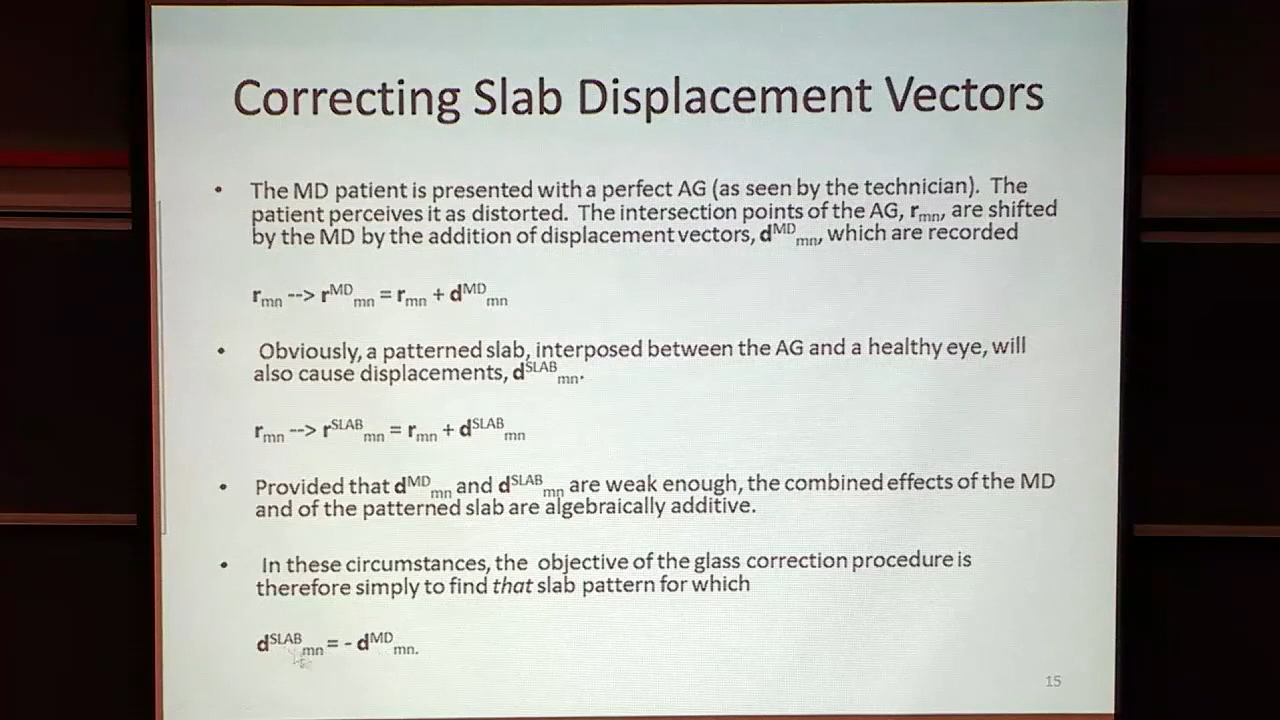 Correcting Slab Displacement Vectors
• The MD patient is presented with a perfect AG (as seen by the technician). The
patient perceives it as distorted. The intersection points of the AG, rmn, are shifted
by the MD by the addition of displacement vectors, dMDmn, which are recorded
rmn --> rMDmn = rmn + dMDmn
• Obviously, a patterned slab, interposed between the AG and a healthy eye, will
also cause displacements, dSLABmn.
rmn --> rSLABmn = rmn + dSLABmn
• Provided that dMDmn and dSLABmn are weak enough, the combined effects of the MD
and of the patterned slab are algebraically additive.
• In these circumstances, the objective of the glass correction procedure is
therefore simply to find that slab pattern for which
dSLABmn = - dMDmn.
15